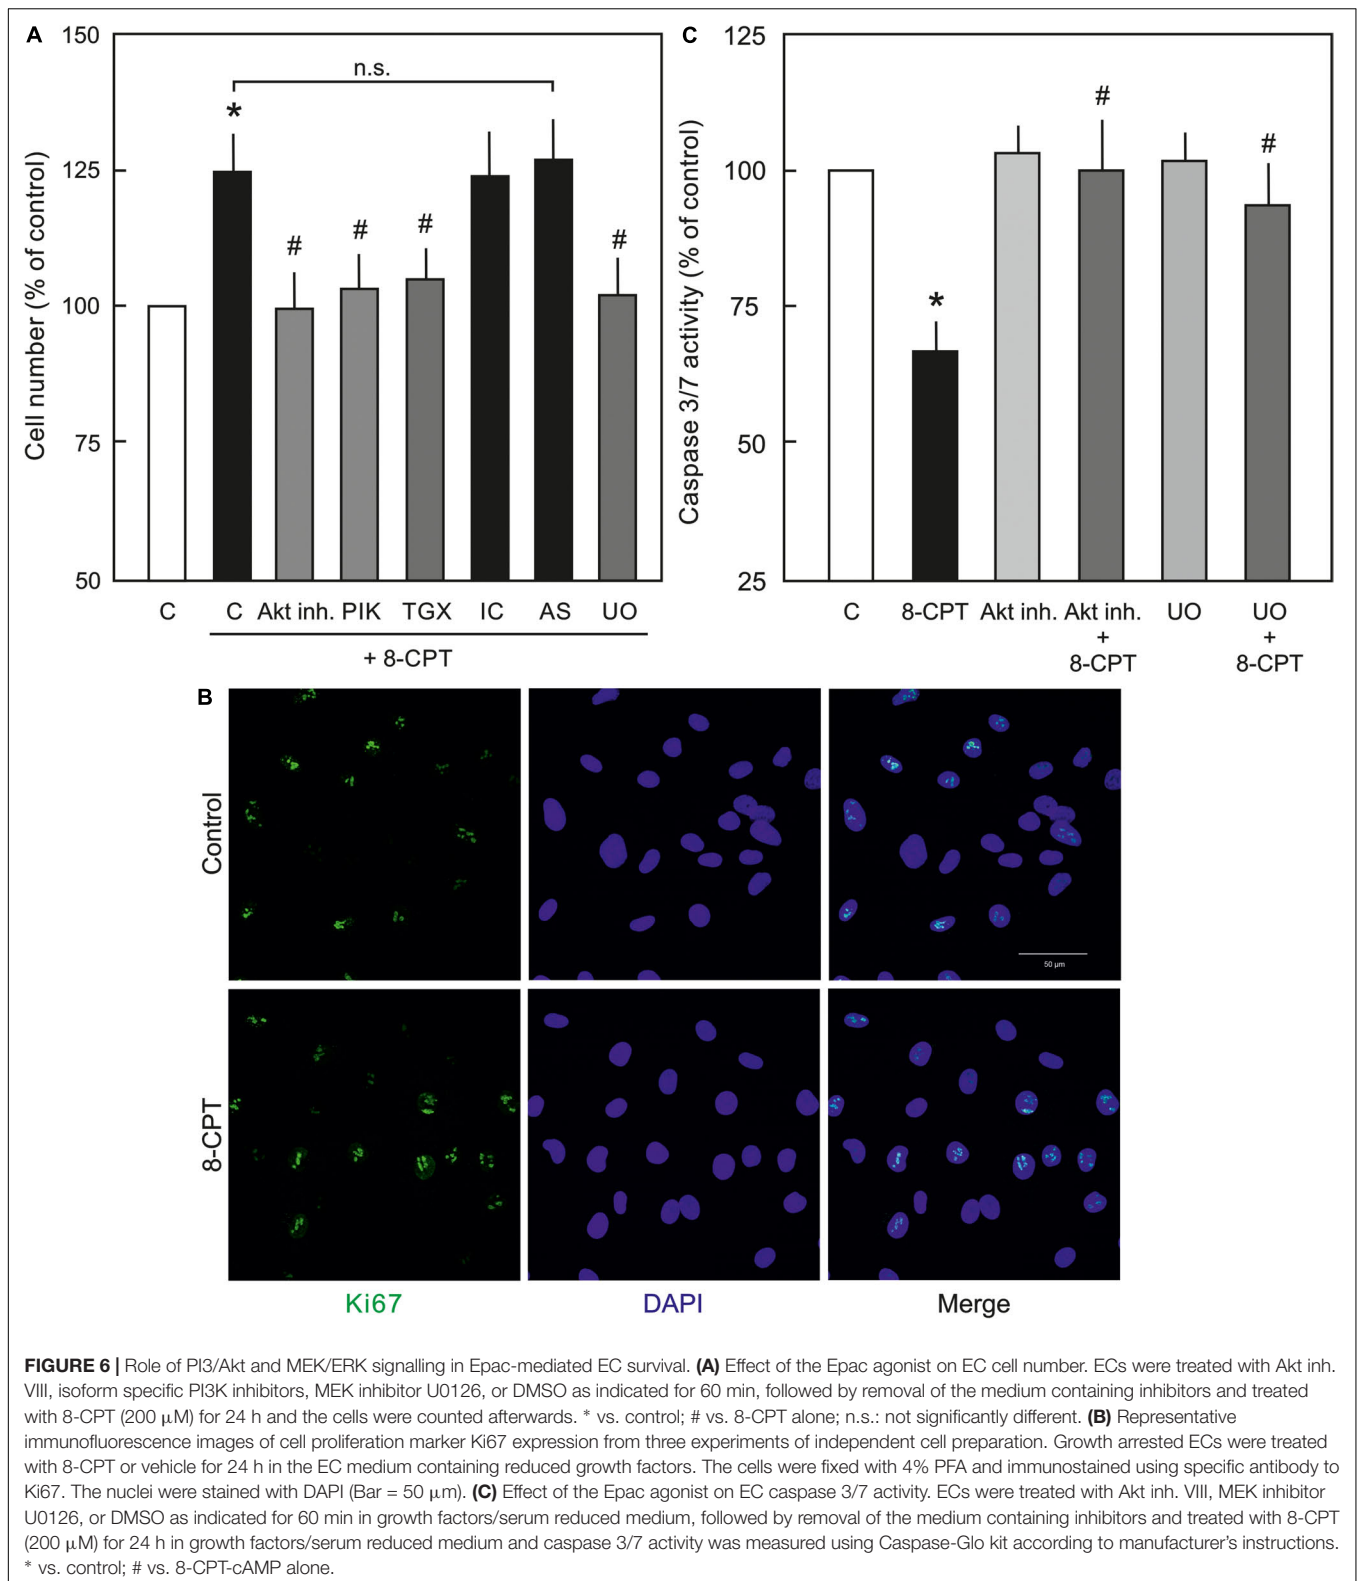 A
150
125
100
75
50
Cell number (% of control)
n.s.
*
#
#
#
#
C
C
Akt inh.
PIK
TGX
IC
AS
UO
+ 8-CPT
C
125
100
75
50
25
Caspase 3/7 activity (% of control)
*
#
#
C
8-CPT
Akt inh.
Akt inh.
+
8-CPT
UO
UO
+
8-CPT
B
Control
50 µm
8-CPT
Ki67
DAPI
Merge
FIGURE 6 | Role of PI3/Akt and MEK/ERK signalling in Epac-mediated EC survival. (A) Effect of the Epac agonist on EC cell number. ECs were treated with Akt inh.
VIII, isoform specific PI3K inhibitors, MEK inhibitor U0126, or DMSO as indicated for 60 min, followed by removal of the medium containing inhibitors and treated
with 8-CPT (200 µM) for 24 h and the cells were counted afterwards. * vs. control; # vs. 8-CPT alone; n.s.: not significantly different. (B) Representative
immunofluorescence images of cell proliferation marker Ki67 expression from three experiments of independent cell preparation. Growth arrested ECs were treated
with 8-CPT or vehicle for 24 h in the EC medium containing reduced growth factors. The cells were fixed with 4% PFA and immunostained using specific antibody to
Ki67. The nuclei were stained with DAPI (Bar = 50 µm). (C) Effect of the Epac agonist on EC caspase 3/7 activity. ECs were treated with Akt inh. VIII, MEK inhibitor
U0126, or DMSO as indicated for 60 min in growth factors/serum reduced medium, followed by removal of the medium containing inhibitors and treated with 8-CPT
(200 µM) for 24 h in growth factors/serum reduced medium and caspase 3/7 activity was measured using Caspase-Glo kit according to manufacturer's instructions.
* vs. control; # vs. 8-CPT-cAMP alone.